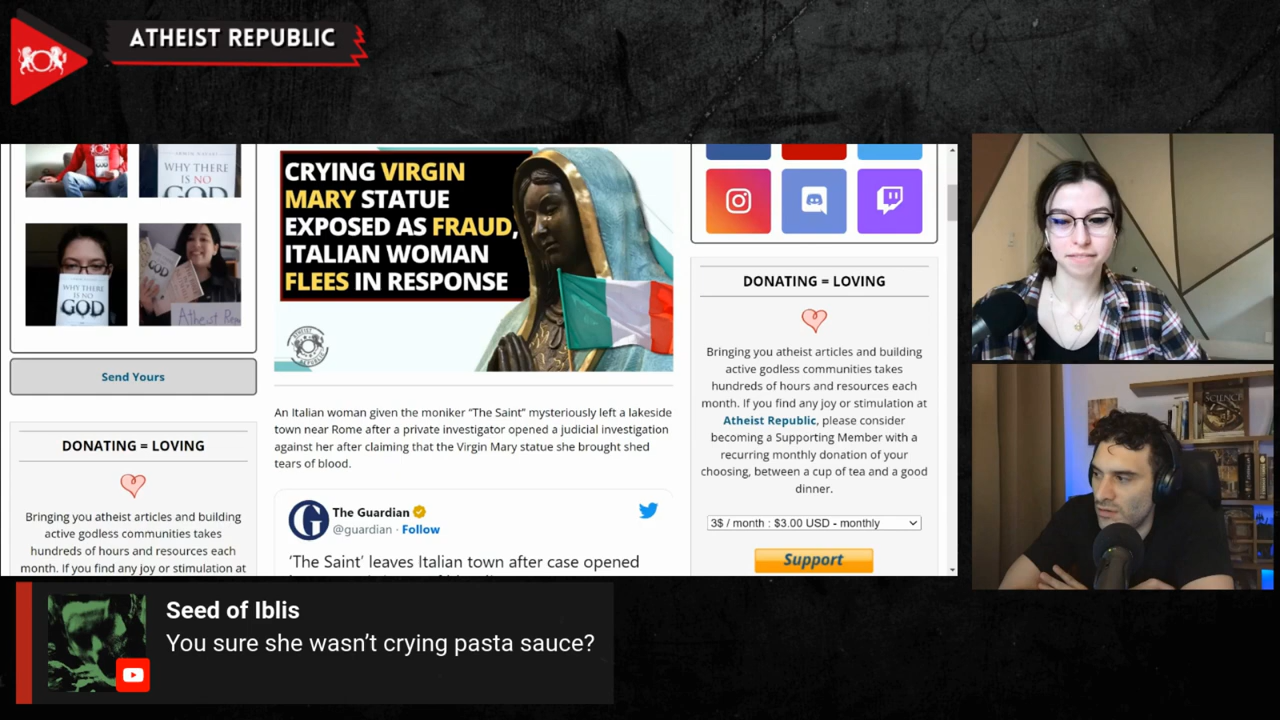 ATHEIST REPUBLIC
WHY THERE
IS NO
GOD
WHY THERE
IS NO
GOD
GOD
Atheist Rep
Send Yours
DONATING = LOVING
Bringing you atheist articles and building
active godless communities takes
hundreds of hours and resources each
month. If you find any joy or stimulation at
CRYING VIRGIN
MARY STATUE
EXPOSED AS FRAUD,
ITALIAN WOMAN
FLEES IN RESPONSE
ATHEIST
REPUBLIC
An Italian woman given the moniker “The Saint” mysteriously left a lakeside
town near Rome after a private investigator opened a judicial investigation
against her after claiming that the Virgin Mary statue she brought shed
tears of blood.
The Guardian
@guardian · Follow
‘The Saint’ leaves Italian town after case opened
DONATING = LOVING
Bringing you atheist articles and building
active godless communities takes
hundreds of hours and resources each
month. If you find any joy or stimulation at
Atheist Republic, please consider
becoming a Supporting Member with a
recurring monthly donation of your
choosing, between a cup of tea and a good
dinner.
3$ / month : $3.00 USD - monthly
Support
SCIENCE
Seed of Iblis
You sure she wasn’t crying pasta sauce?